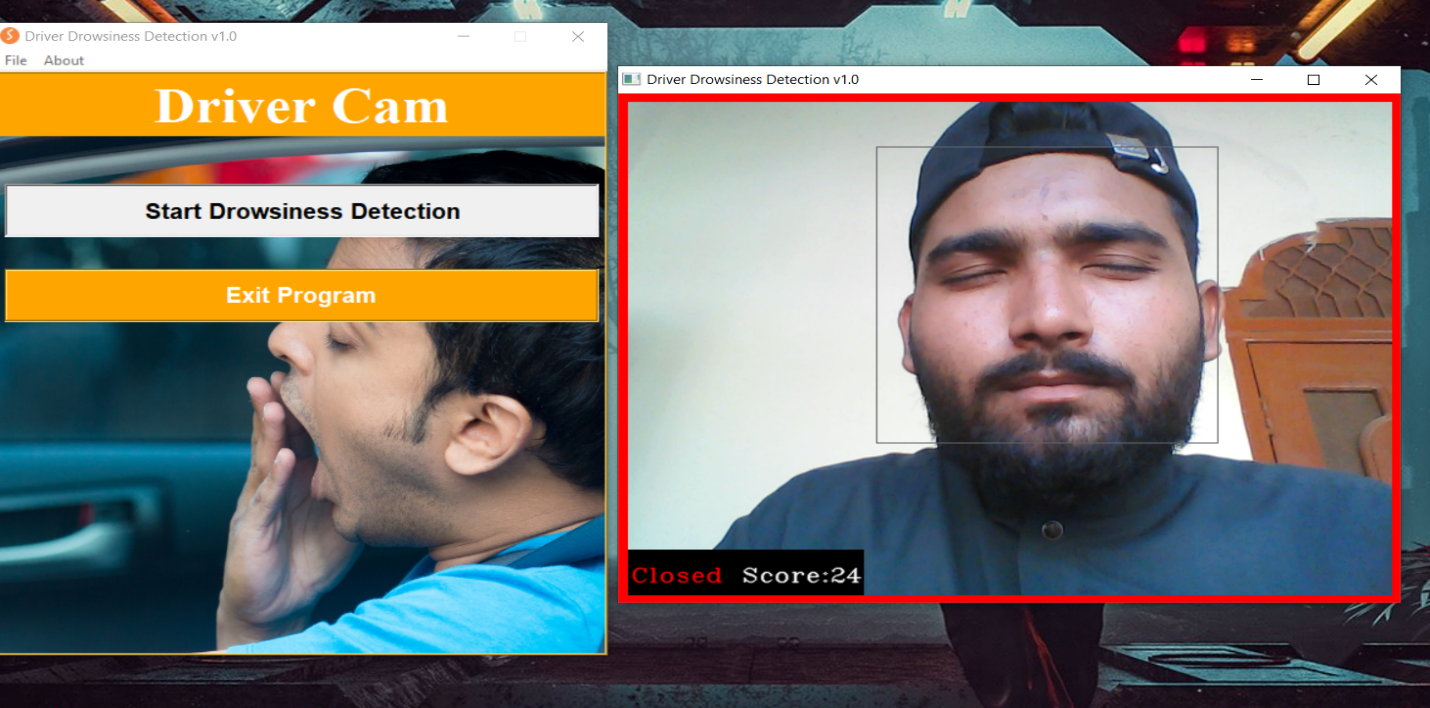 Driver Drowsiness Detection v1.0
File About
Driver Cam
Start Drowsiness Detection
Exit Program
Driver Drowsiness Detection v1.0
Closed Score:24